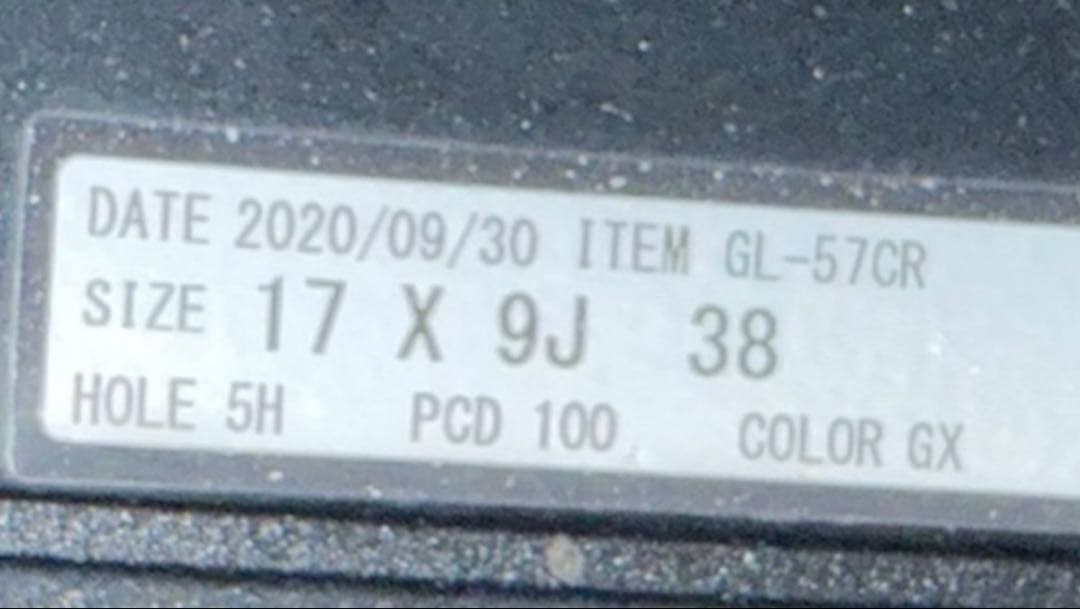 DATE 2020/09/30 ITEM GL-57CR
SIZE 17 X 9J 38
HOLE 5H PCD 100 COLOR GX